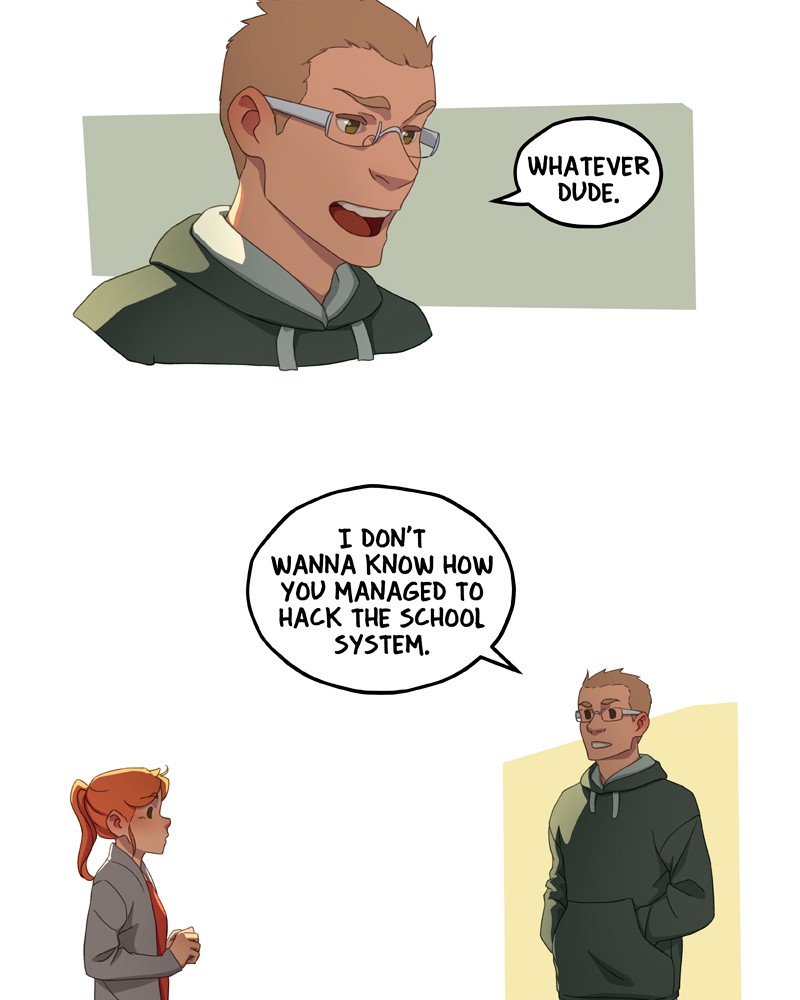 WHATEVER
DUDE.
I DON'T
WANNA KNOW HOW
YOU MANAGED TO
HACK THE SCHOOL
SYSTEM.